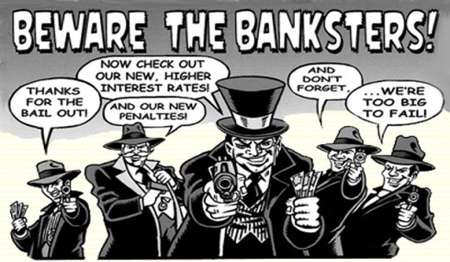 BEWARE THE BANKSTERS!
THANKS
FOR THE
BAIL OUT!
NOW CHECK OUT
OUR NEW, HIGHER
INTEREST RATES!
AND OUR NEW
PENALTIES!
AND
DON'T
FORGET,
...WE'RE
TOO BIG
TO FAIL!